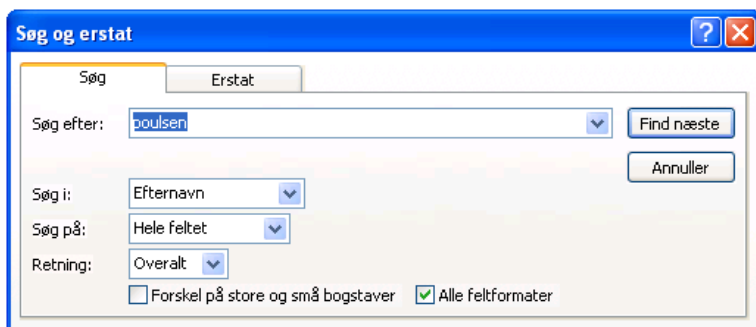 Søg og erstat
Søg Erstat
Søg efter: poulsen Find næste
Annuller
Søg i: Efternavn
Søg på: Hele feltet
Retning: Overalt
Forskel på store og små bogstaver Alle feltformater